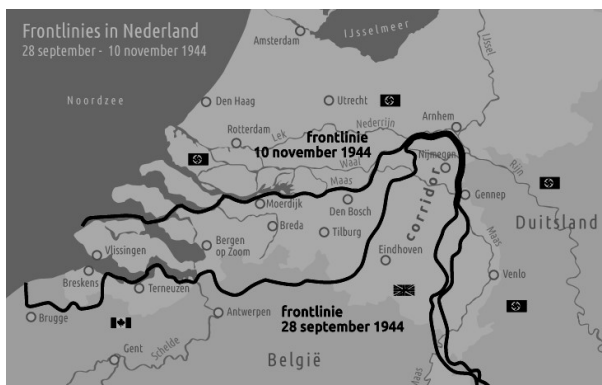 Frontlinies in Nederland
28 september - 10 november 1944
Noordzee
IJsselmeer
Amsterdam
IJssel
Den Haag
Utrecht
Arnhem
Rotterdam
Lek
Nederrijn
frontlinie
10 november 1944
Waal
Nijmegen
Rijn
Maas
Moerdijk
Den Bosch
corridor
Gennep
Duitsland
Breda
Tilburg
Bergen
op Zoom
Vlissingen
Eindhoven
Maas
Breskens
Terneuzen
Venlo
Brugge
Antwerpen
frontlinie
28 september 1944
Gent
Schelde
België
Maas